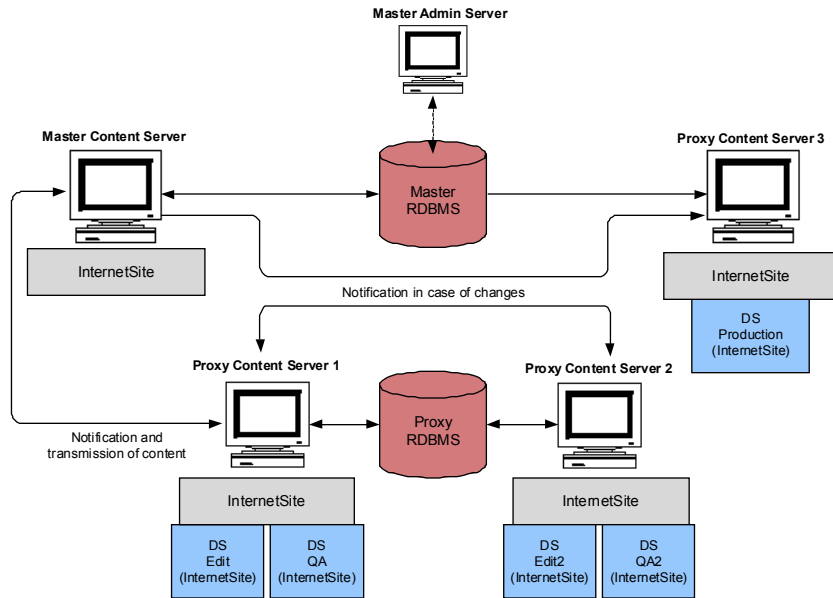 Master Admin Server
Master Content Server
Proxy Content Server 3
Master
RDBMS
InternetSite
InternetSite
Notification in case of changes
DS
Production
(InternetSite)
Proxy Content Server 1
Proxy Content Server 2
Proxy
RDBMS
Notification and
transmission of content
InternetSite
InternetSite
DS
Edit
(InternetSite)
DS
QA
(InternetSite)
DS
Edit2
(InternetSite)
DS
QA2
(InternetSite)